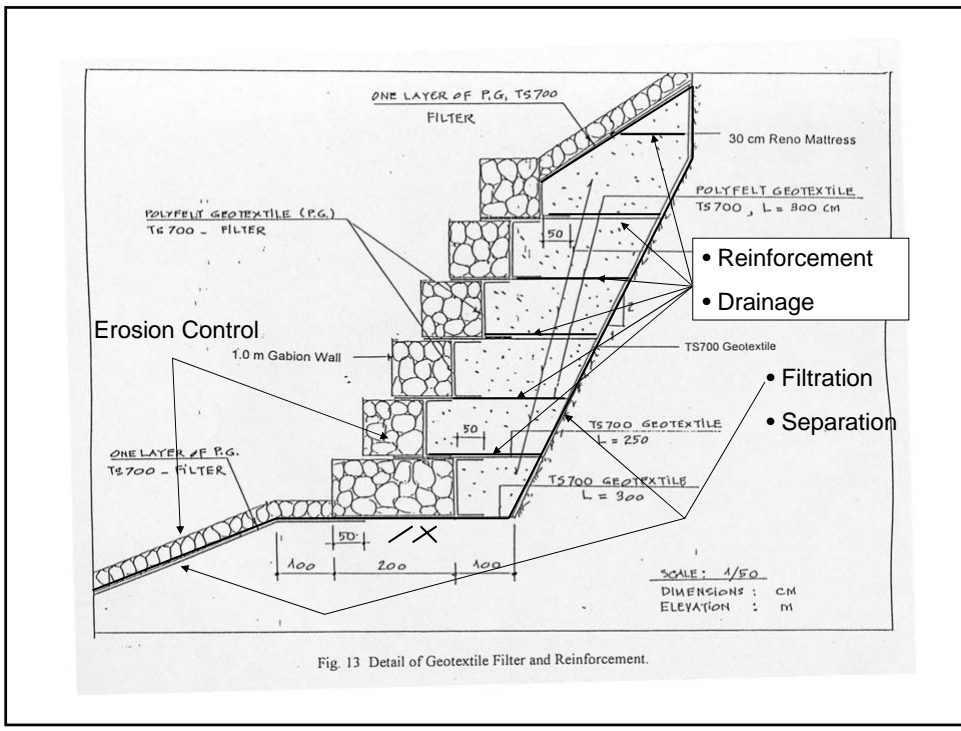 ONE LAYER OF P.G. TS700
FILTER
30 cm Reno Mattress
POLYFELT GEOTEXTILE
TS700, L = 300 CM
POLYFELT GEOTEXTILE (P.G.)
TS 700 - FILTER
50
• Reinforcement
• Drainage
Erosion Control
1.0 m Gabion Wall
TS700 Geotextile
• Filtration
• Separation
50
TS700 GEOTEXTILE
L = 250
ONE LAYER OF P.G.
TS700 - FILTER
TS700 GEOTEXTILE
L = 300
50
100
200
100
SCALE: 1/50
DIMENSIONS : CM
ELEVATION : m
Fig. 13 Detail of Geotextile Filter and Reinforcement.